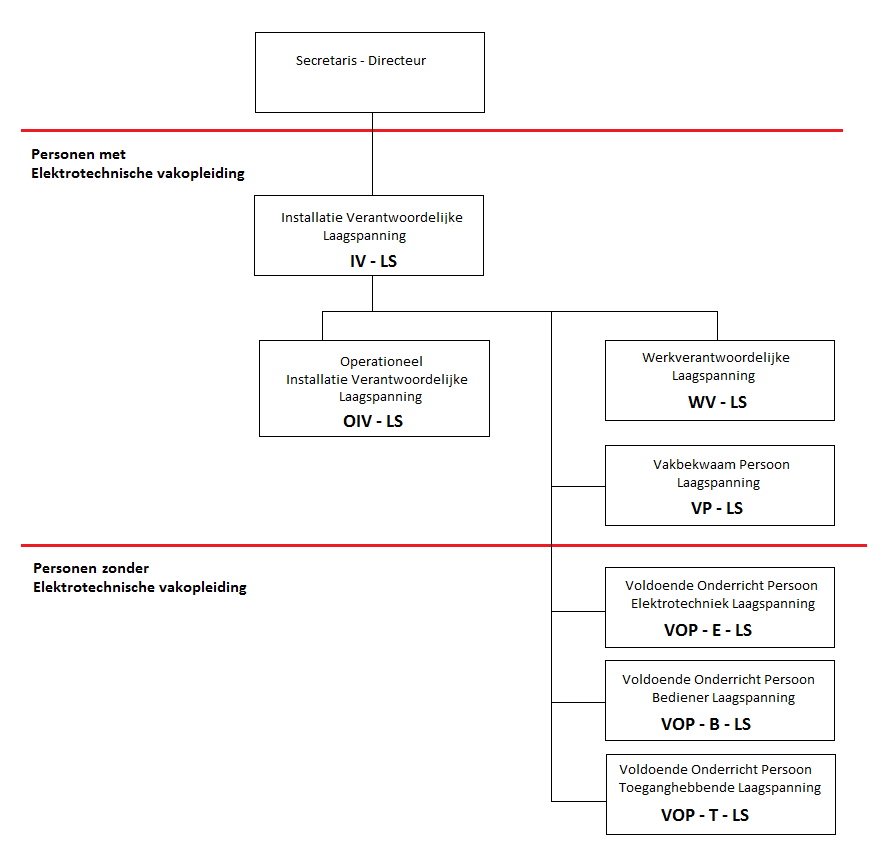 Secretaris - Directeur
Personen met
Elektrotechnische vakopleiding
Installatie Verantwoordelijke
Laagspanning
IV - LS
Operationeel
Installatie Verantwoordelijke
Laagspanning
OIV - LS
Werkverantwoordelijke
Laagspanning
WV - LS
Vakbekwaam Persoon
Laagspanning
VP - LS
Personen zonder
Elektrotechnische vakopleiding
Voldoende Onderricht Persoon
Elektrotechniek Laagspanning
VOP - E - LS
Voldoende Onderricht Persoon
Bediener Laagspanning
VOP - B - LS
Voldoende Onderricht Persoon
Toeganghebbende Laagspanning
VOP - T - LS